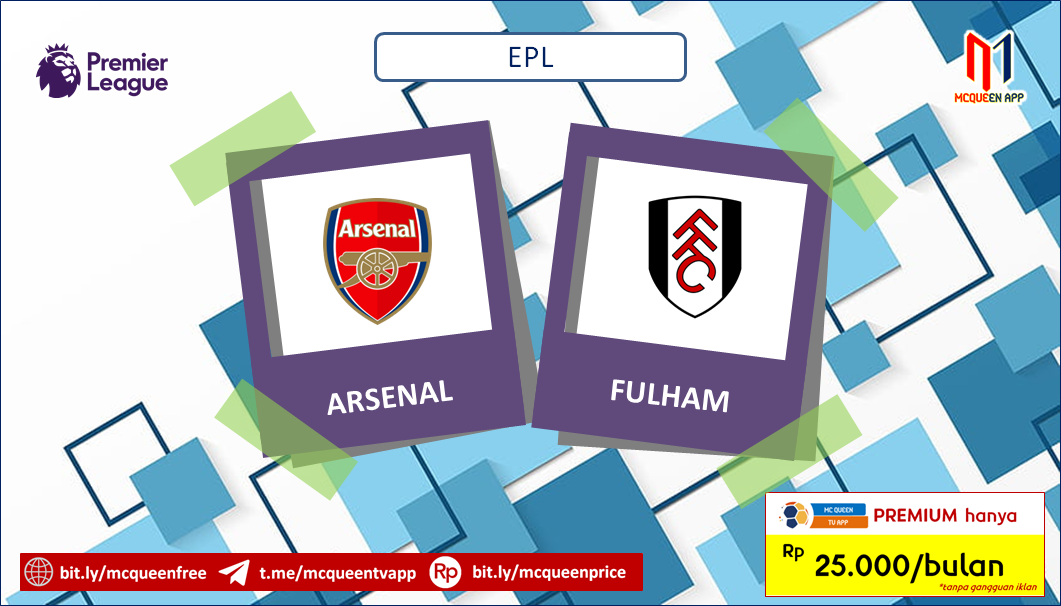 Premier
League
EPL
MCQUEEN APP
Arsenal
FFC
ARSENAL
FULHAM
MC QUEEN
TU APP
PREMIUM hanya
Rp 25.000/bulan
*tanpa gangguan iklan
bit.ly/mcqueenfree
t.me/mcqueentvapp
Rp
bit.ly/mcqueenprice